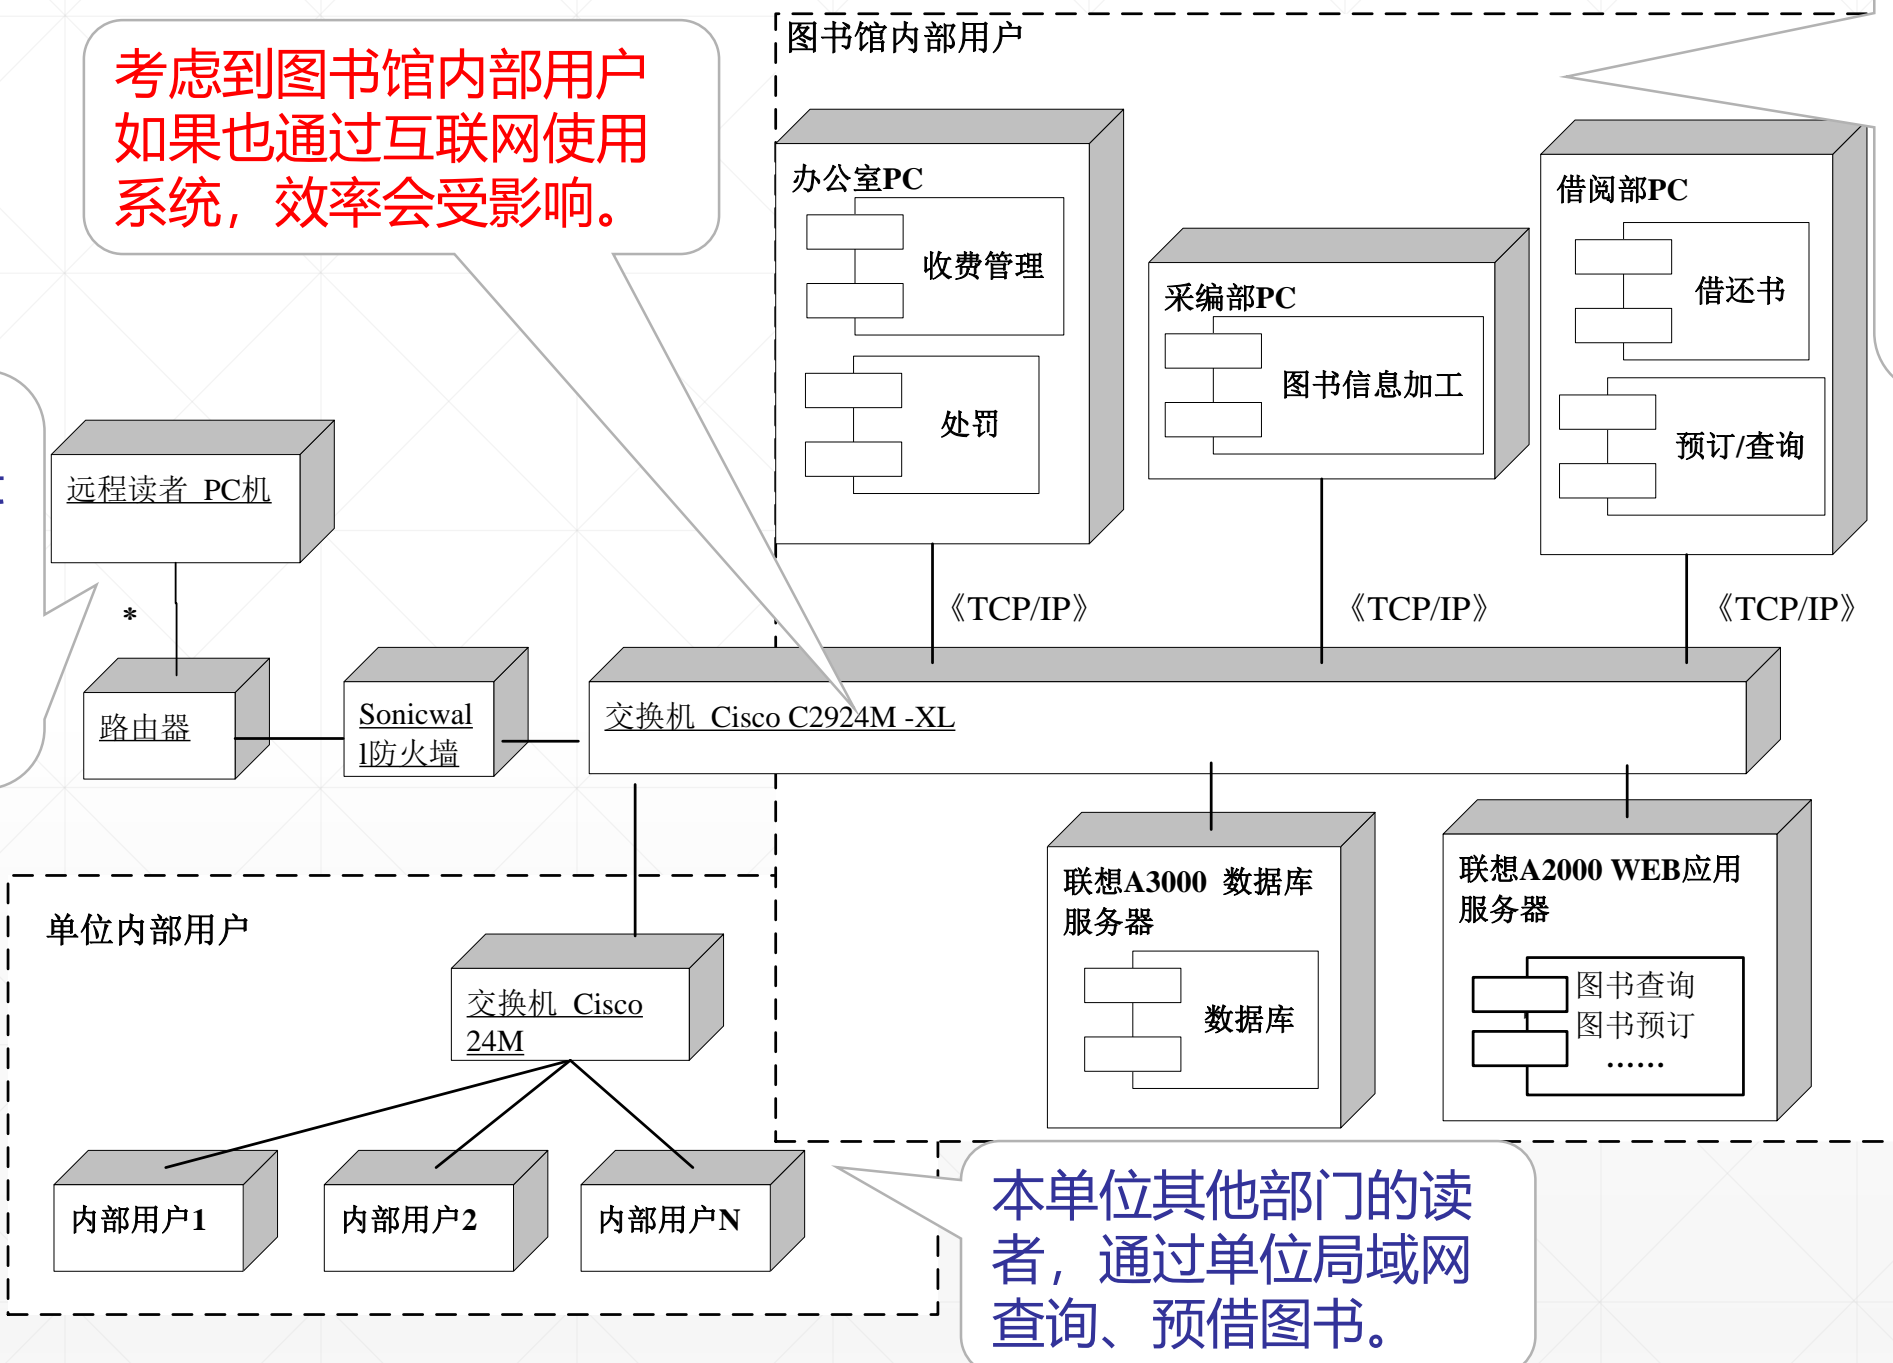 图书馆内部用户
考虑到图书馆内部用户
如果也通过互联网使用
系统，效率会受影响。
办公室PC
收费管理
处罚
采编部PC
图书信息加工
借阅部PC
借还书
预订/查询
远程读者 PC机
*
《TCP/IP》
《TCP/IP》
《TCP/IP》
路由器
Sonicwal
l防火墙
交换机 Cisco C2924M -XL
联想A3000 数据库
服务器
数据库
联想A2000 WEB应用
服务器
图书查询
图书预订
……
单位内部用户
交换机 Cisco
24M
内部用户1
内部用户2
内部用户N
本单位其他部门的读
者，通过单位局域网
查询、预借图书。